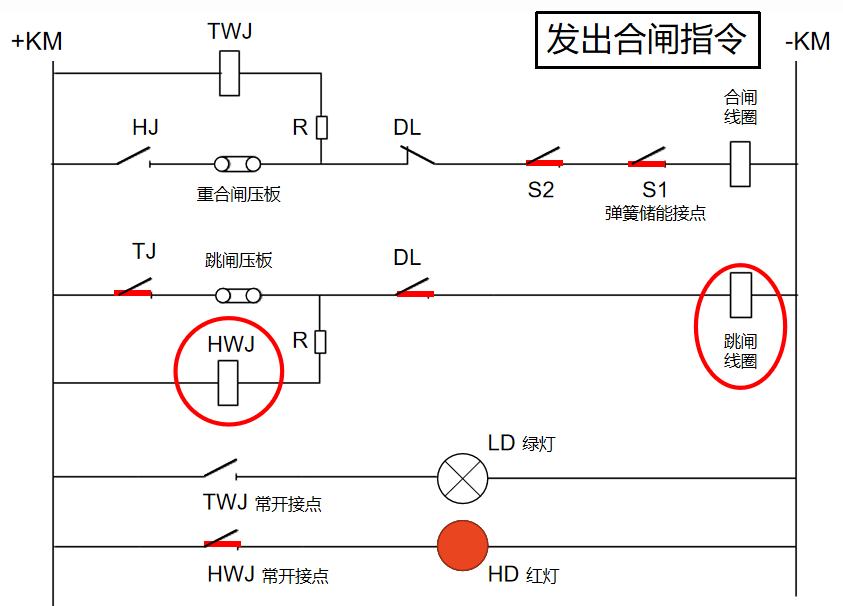 发出合闸指令
+KM
TWJ
-KM
合闸
线圈
HJ
R
DL
重合闸压板
S2
S1
弹簧储能接点
TJ
跳闸压板
DL
HWJ
R
跳闸
线圈
LD 绿灯
TWJ 常开接点
HWJ 常开接点
HD 红灯